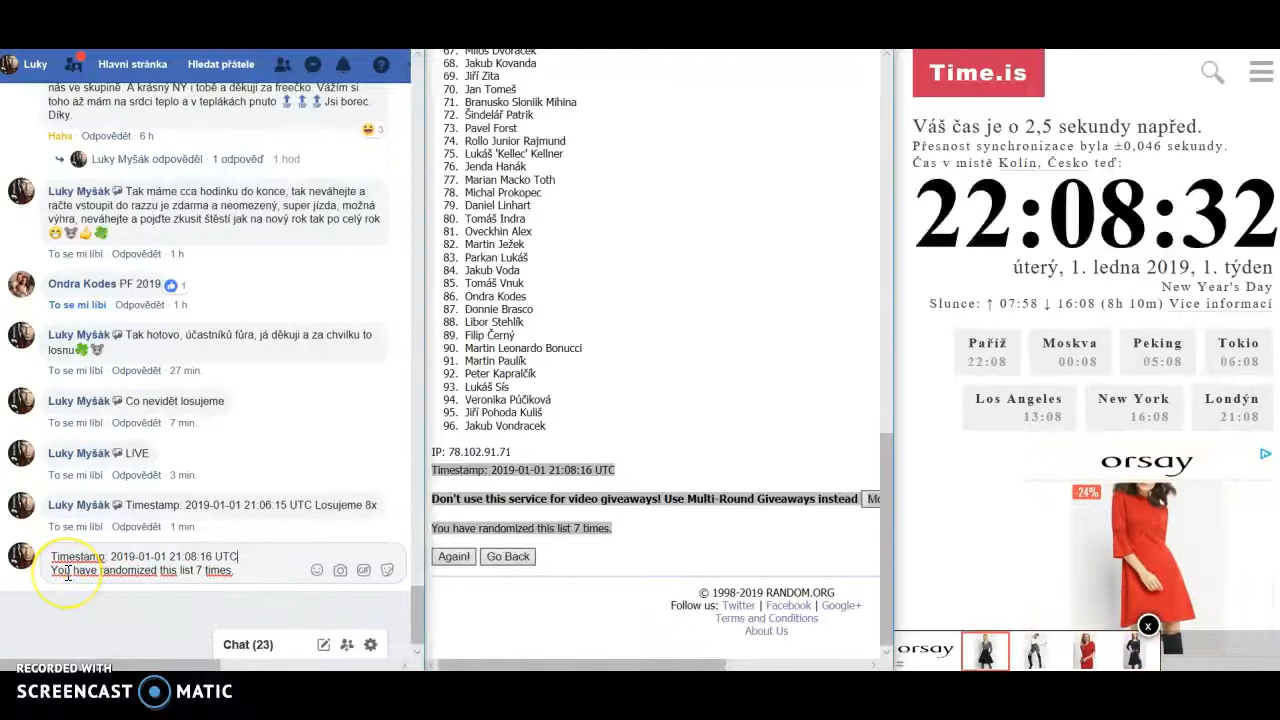 Luky Hlavní stránka Hledat přátele
nás ve skupině. A krásný NY i tobě a děkuji za freečko. Vážím si
toho až mám na srdci teplo a v teplákách pnuto Jsi borec.
Díky.
Haha · Odpovědět · 6 h 3
Luky Myšák odpověděl · 1 odpověď 1 hod
Luky Myšák Tak máme cca hodinku do konce, tak neváhejte a
račte vstoupit do razzu je zdarma a neomezený, super jízda, možná
výhra, neváhejte a pojďte zkusit štěstí jak na nový rok tak po celý rok
To se mi líbí · Odpovědět · 1 h
Ondra Kodes PF 2019 1
To se mi líbí · Odpovědět · 1 h
Luky Myšák Tak hotovo, účastníků fůra, já děkuji a za chvilku to
losnu
To se mi líbí · Odpovědět · 27 min.
Luky Myšák Co nevidět losujeme
To se mi líbí · Odpovědět · 7 min.
Luky Myšák LIVE
To se mi líbí · Odpovědět · 3 min.
Luky Myšák Timestamp: 2019-01-01 21:06:15 UTC Losujeme 8x
To se mi líbí · Odpovědět · 1 min.
Timestamp: 2019-01-01 21:08:16 UTC
You have randomized this list 7 times.
GIF
Chat (23)
67. Miloš Dvořáček
68. Jakub Kovanda
69. Jiří Zita
70. Jan Tomeš
71. Branusko Sloniik Mihina
72. Šindelář Patrik
73. Pavel Forst
74. Rollo Junior Rajmund
75. Lukáš 'Kellec' Kellner
76. Jenda Hanák
77. Marian Macko Toth
78. Michal Prokopec
79. Daniel Linhart
80. Tomáš Indra
81. Oveckhin Alex
82. Martin Ježek
83. Parkan Lukáš
84. Jakub Voda
85. Tomáš Vnuk
86. Ondra Kodes
87. Donnie Brasco
88. Libor Stehlík
89. Filip Černý
90. Martin Leonardo Bonucci
91. Martin Paulík
92. Peter Kapralčík
93. Lukáš Sís
94. Veronika Púčiková
95. Jiří Pohoda Kuliš
96. Jakub Vondracek
IP: 78.102.91.71
Timestamp: 2019-01-01 21:08:16 UTC
Don't use this service for video giveaways! Use Multi-Round Giveaways instead
You have randomized this list 7 times.
Again! Go Back
© 1998-2019 RANDOM.ORG
Follow us: Twitter | Facebook | Google+
Terms and Conditions
About Us
Time.is
Váš čas je o 2,5 sekundy napřed.
Přesnost synchronizace byla ±0,046 sekundy.
Čas v místě Kolín, Česko teď:
22:08:32
úterý, 1. ledna 2019, 1. týden
New Year's Day
Slunce: ↑ 07:58 ↓ 16:08 (8h 10m) Více informací
Paříž Moskva Peking Tokio
22:08 00:08 05:08 06:08
Los Angeles New York Londýn
13:08 16:08 21:08
orsay
-24%
x
orsay
RECORDED WITH
SCREENCAST MATIC